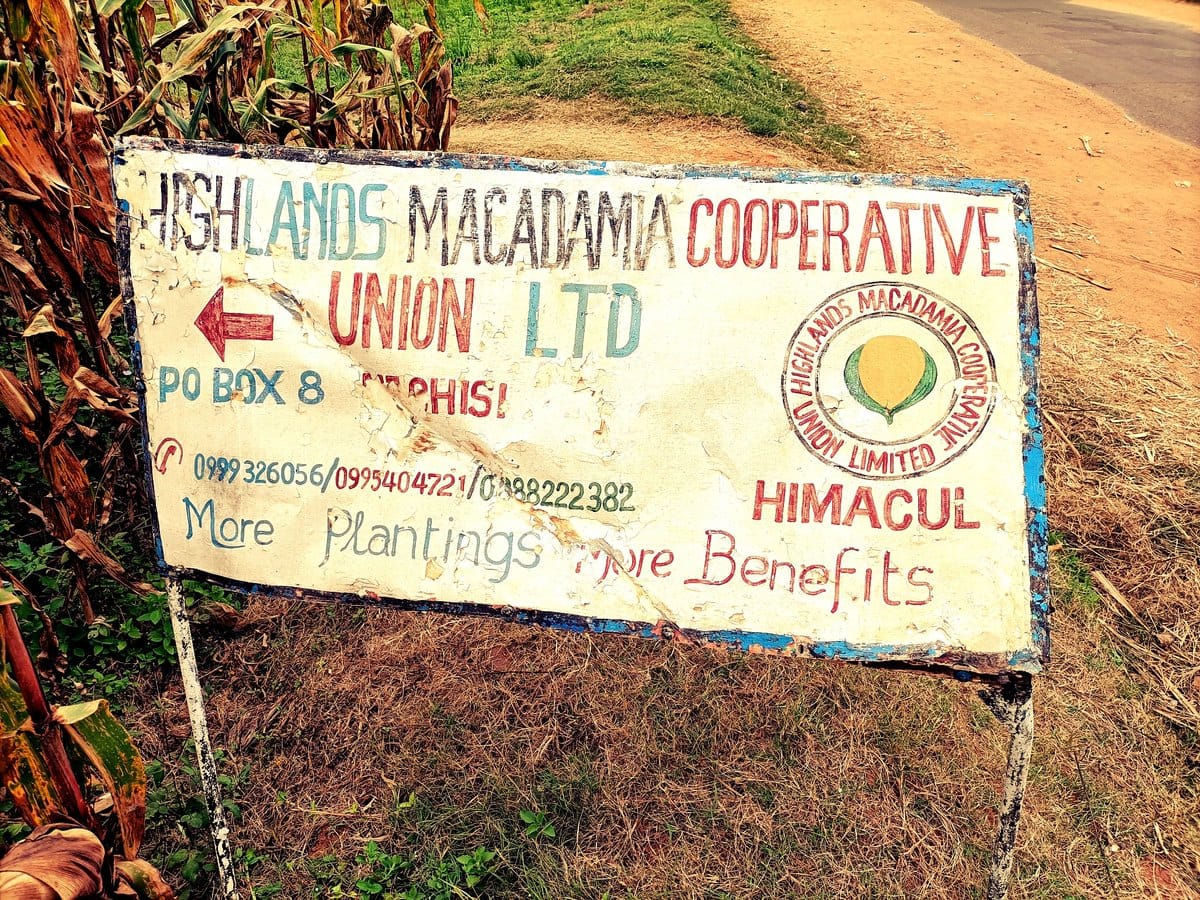 HIGHLANDS MACADAMIA COOPERATIVE
UNION LTD
PO BOX 8
0999326056/0995404721/0888222382
More Plantings More Benefits
HIGHLANDS MACADAMIA COOPERATIVE UNION LIMITED
HIMACUL